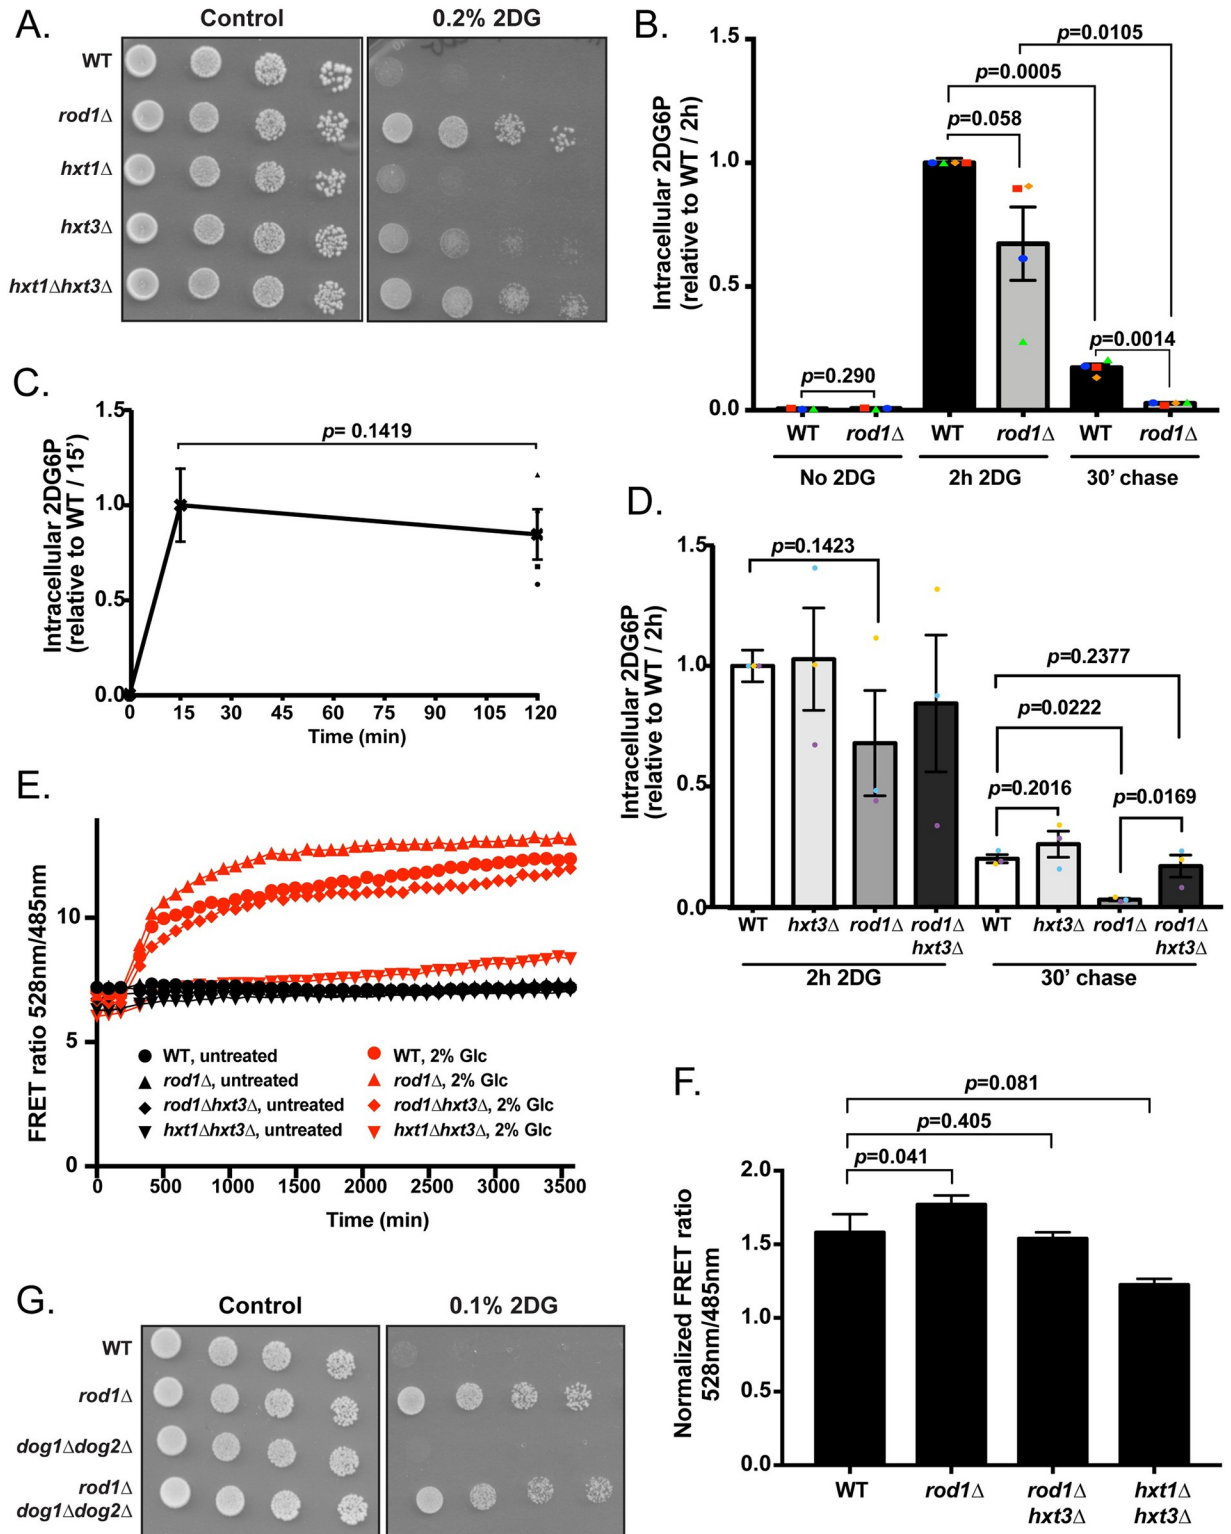 A.
Control
0.2% 2DG
WT
rod1Δ
hxt1Δ
hxt3Δ
hxt1Δhxt3Δ
B.
Intracellular 2DG6P
(relative to WT / 2h)
1.5
1.0
0.5
0.0
p=0.0105
p=0.0005
p=0.058
p=0.0014
p=0.290
WT
rod1Δ
WT
rod1Δ
WT
rod1Δ
No 2DG
2h 2DG
30’ chase
C.
Intracellular 2DG6P
(relative to WT / 15’)
1.5
1.0
0.5
0.0
p= 0.1419
0 15 30 45 60 75 90 105 120
Time (min)
D.
Intracellular 2DG6P
(relative to WT / 2h)
1.5
1.0
0.5
0.0
p=0.1423
p=0.2377
p=0.0222
p=0.2016
p=0.0169
WT hxt3Δ rod1Δ rod1Δ
hxt3Δ
WT hxt3Δ rod1Δ rod1Δ
hxt3Δ
2h 2DG
30’ chase
E.
FRET ratio 528nm/485nm
10
5
0
WT, untreated
rod1Δ, untreated
rod1Δhxt3Δ, untreated
hxt1Δhxt3Δ, untreated
WT, 2% Glc
rod1Δ, 2% Glc
rod1Δhxt3Δ, 2% Glc
hxt1Δhxt3Δ, 2% Glc
0 500 1000 1500 2000 2500 3000 3500
Time (min)
F.
Normalized FRET ratio
528nm/485nm
p=0.081
p=0.405
p=0.041
2.0
1.5
1.0
0.5
0.0
WT rod1Δ rod1Δ hxt1Δ
hxt3Δ hxt3Δ
G.
Control
0.1% 2DG
WT
rod1Δ
dog1Δdog2Δ
rod1Δ
dog1Δdog2Δ